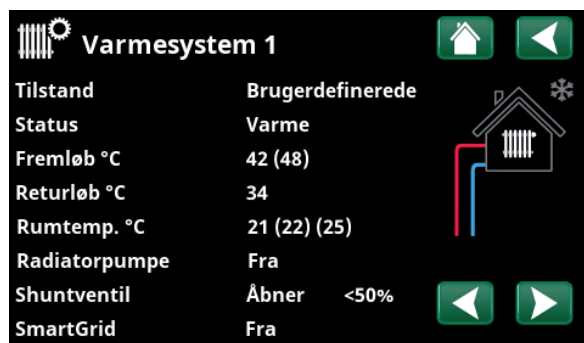 Varmesystem 1
Tilstand Brugerdefinerede
Status Varme
Fremløb °C 42 (48)
Returløb °C 34
Rumtemp. °C 21 (22) (25)
Radiatorpumpe Fra
Shuntventil Åbner <50%
SmartGrid Fra